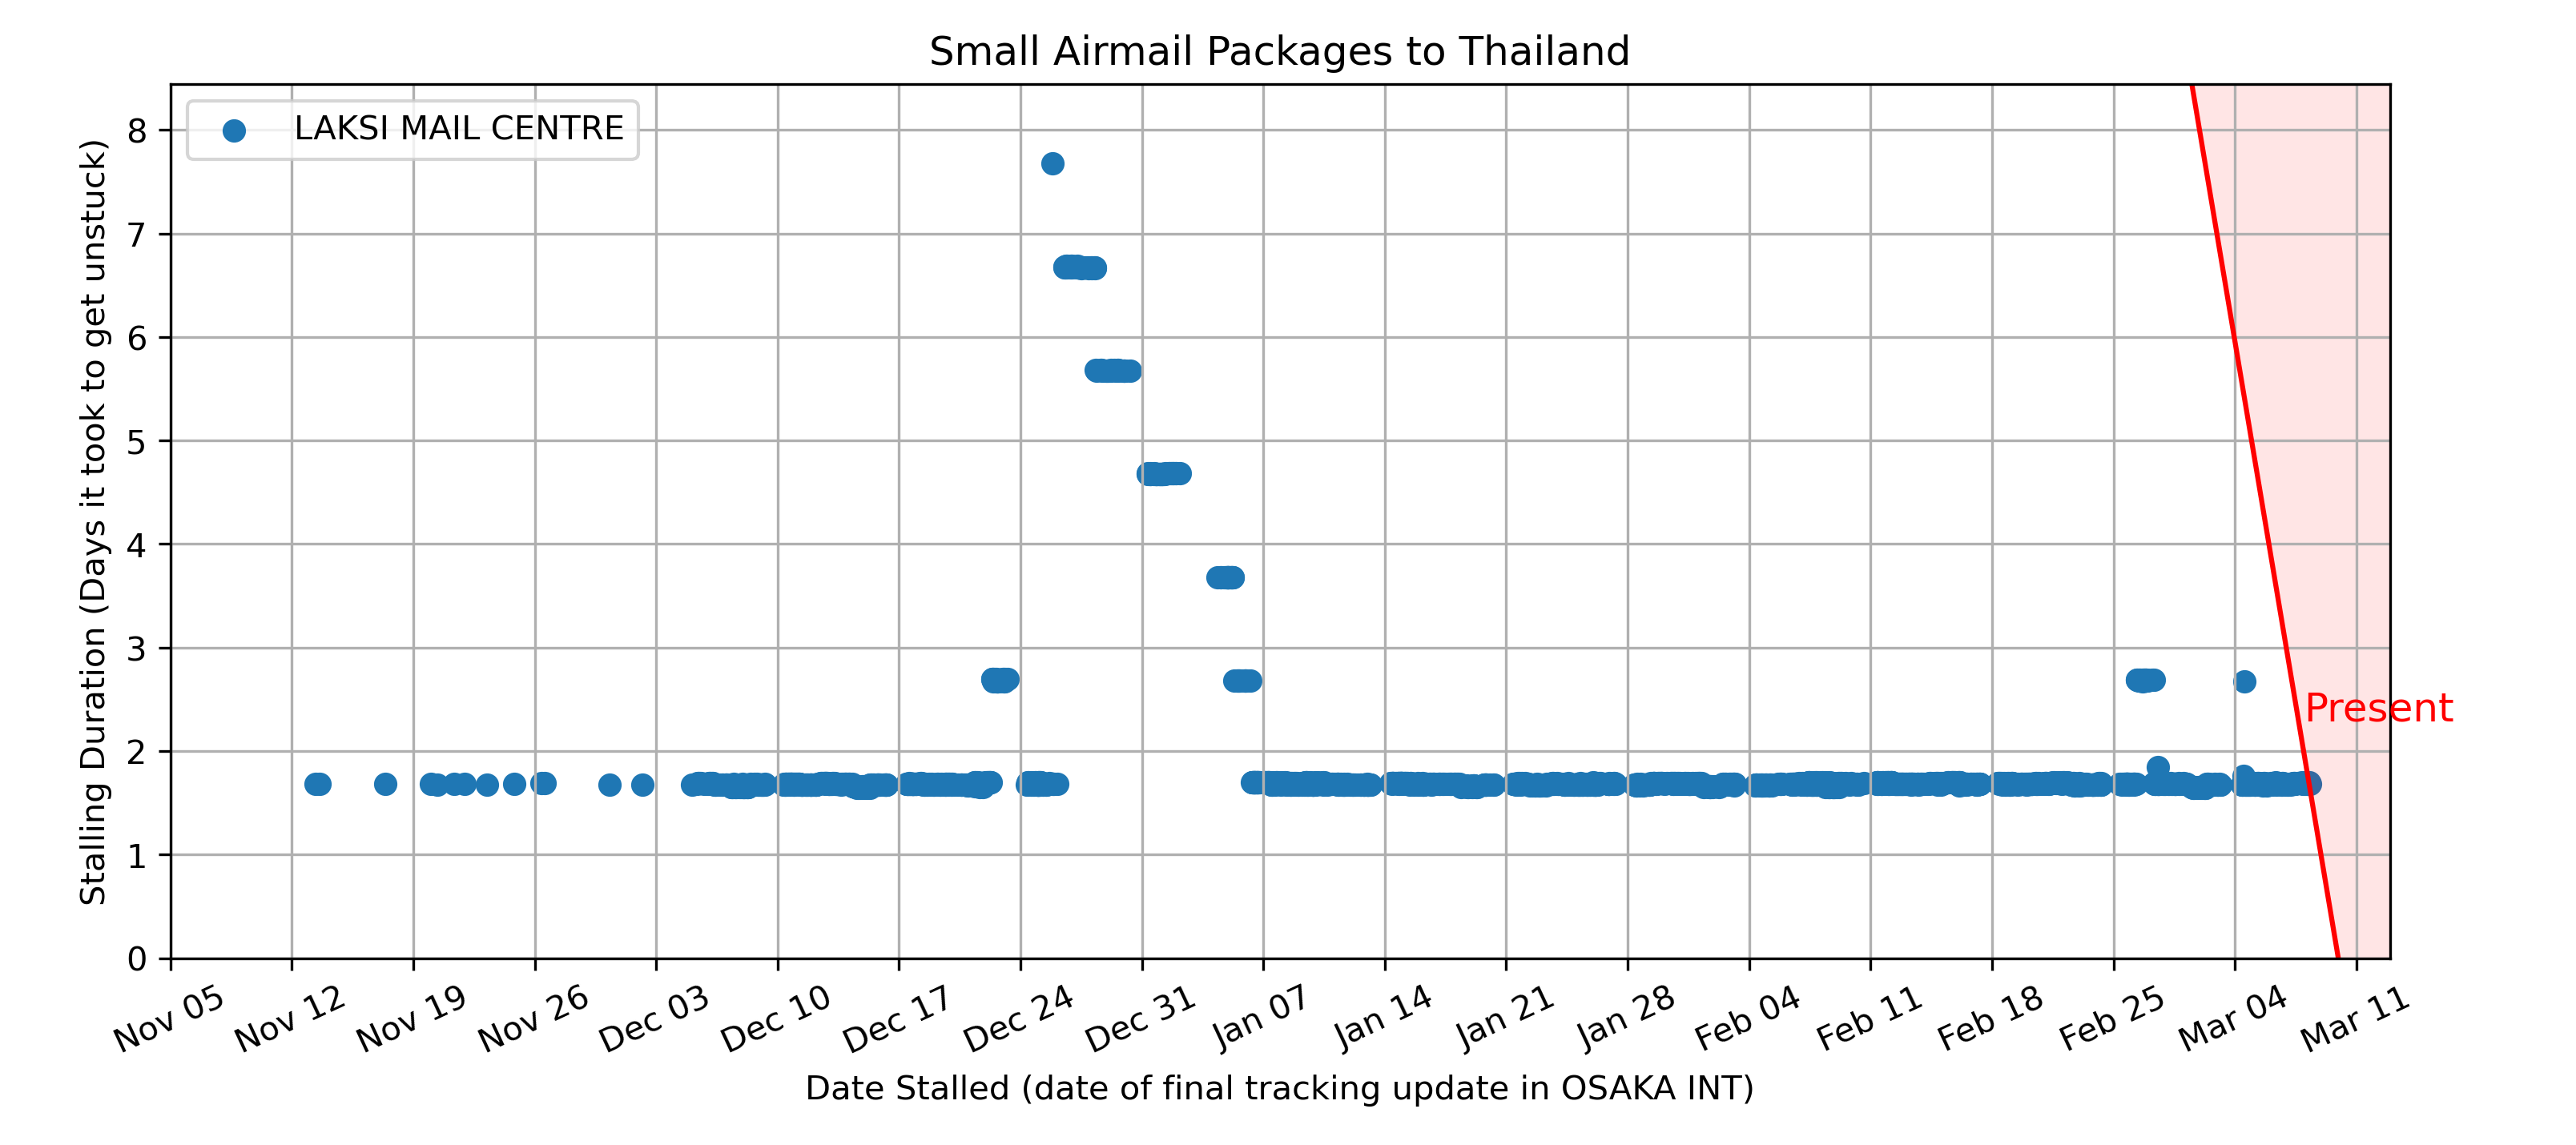 Small Airmail Packages to Thailand
LAKSI MAIL CENTRE
Stalling Duration (Days it took to get unstuck)
8
7
6
5
4
3
2
1
0
Present
Nov 05 Nov 12 Nov 19 Nov 26 Dec 03 Dec 10 Dec 17 Dec 24 Dec 31 Jan 07 Jan 14 Jan 21 Jan 28 Feb 04 Feb 11 Feb 18 Feb 25 Mar 04 Mar 11
Date Stalled (date of final tracking update in OSAKA INT)